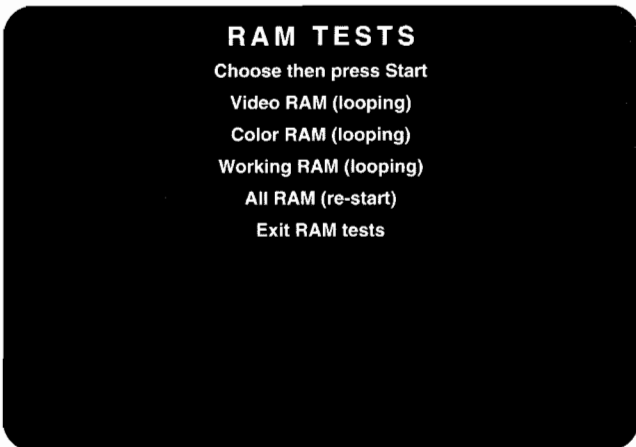 RAM TESTS
Choose then press Start
Video RAM (looping)
Color RAM (looping)
Working RAM (looping)
All RAM (re-start)
Exit RAM tests